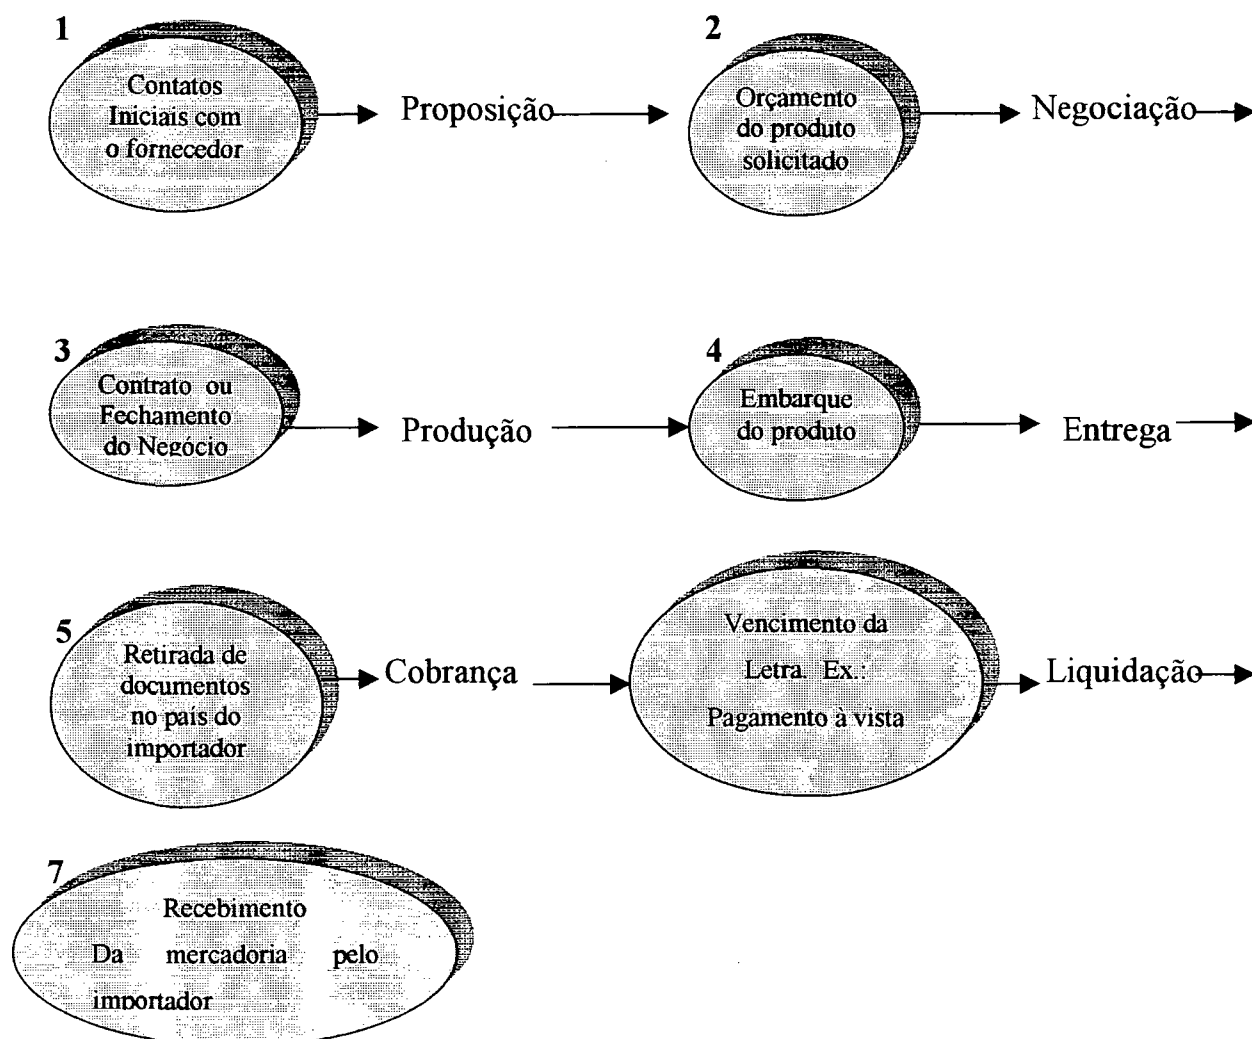 1
Contatos
Iniciais com
o fornecedor
Proposição
2
Orçamento
do produto
solicitado
Negociação
3
Contrato ou
Fechamento
do Negócio
Produção
4
Embarque
do produto
Entrega
5
Retirada de
documentos
no país do
importador
Cobrança
Vencimento da
Letra. Ex.:
Pagamento à vista
Liquidação
7
Recebimento
Da mercadoria pelo
importador